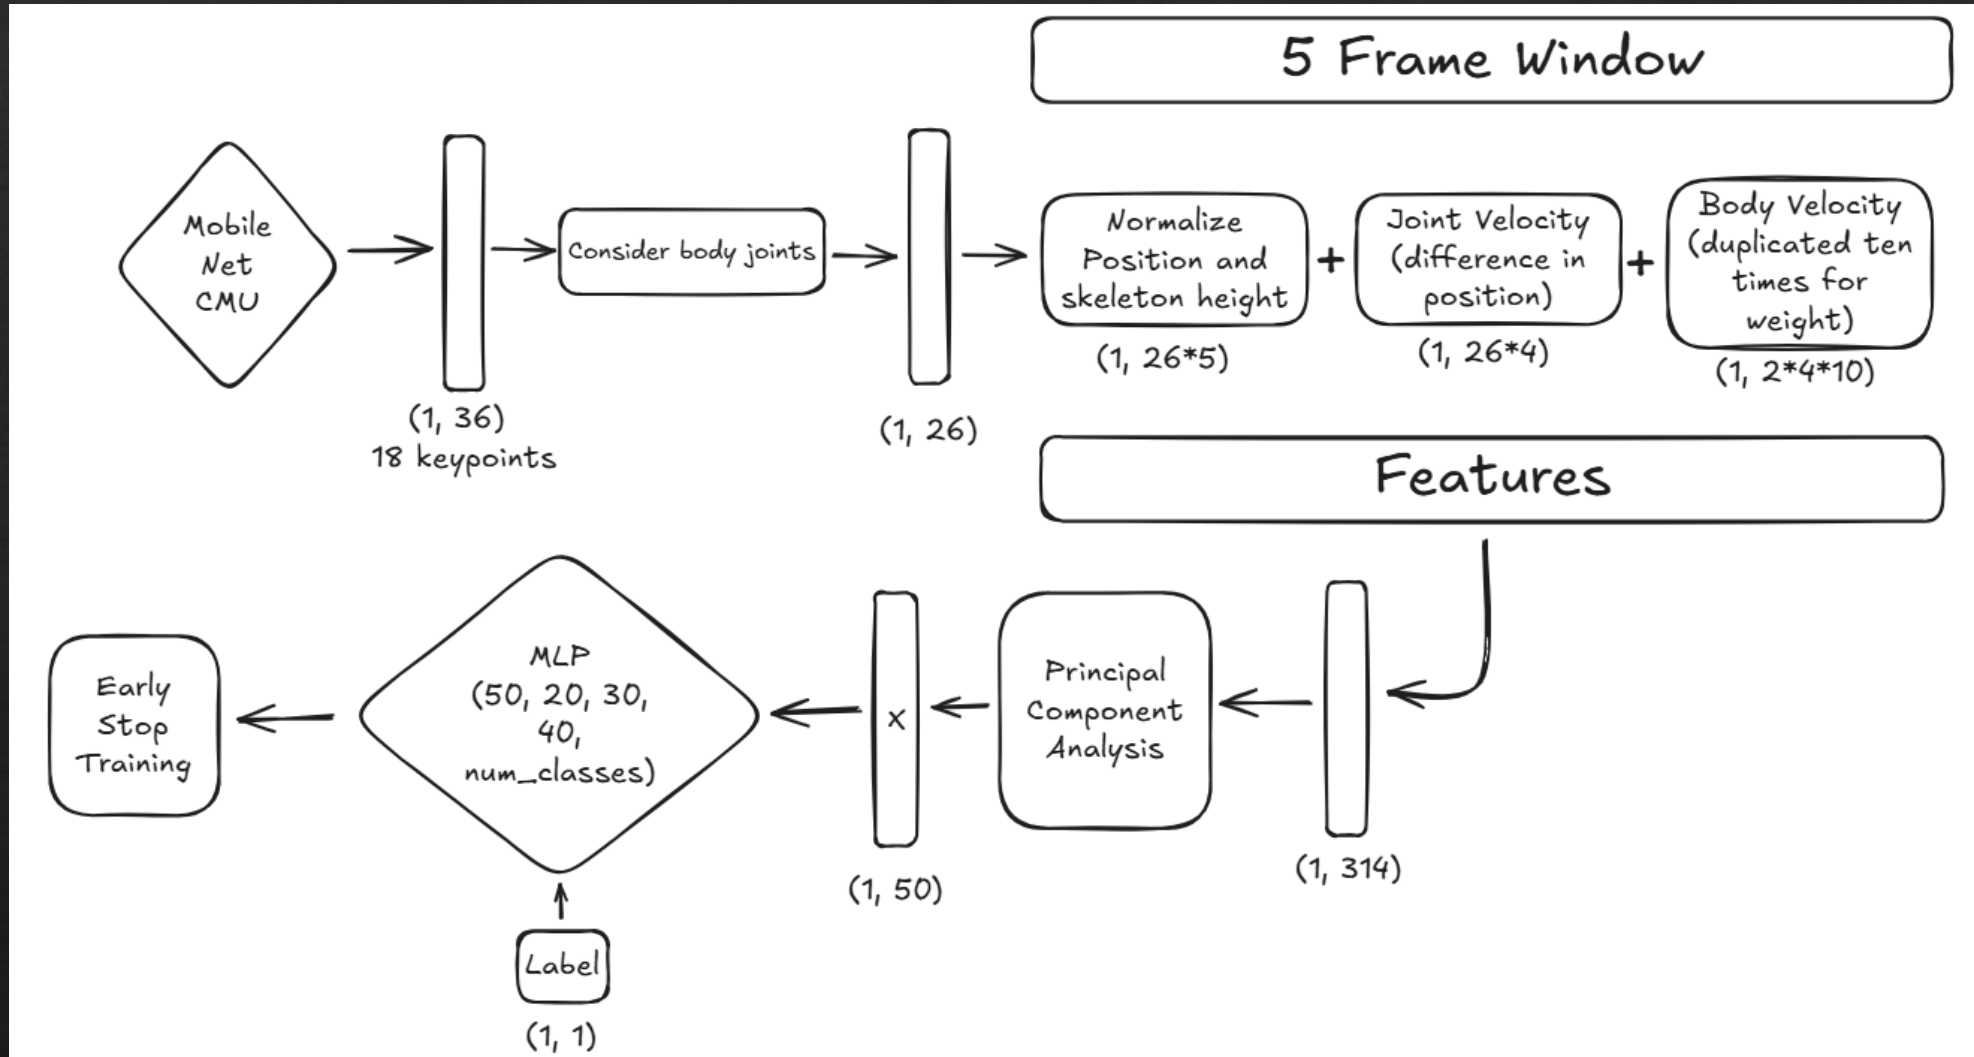 5 Frame Window
Mobile
Net
CMU
(1, 36)
18 keypoints
Consider body joints
(1, 26)
Normalize
Position and
skeleton height
(1, 26*5)
+
Joint Velocity
(difference in
position)
(1, 26*4)
+
Body Velocity
(duplicated ten
times for
weight)
(1, 2*4*10)
Features
(1, 314)
Principal
Component
Analysis
x
(1, 50)
MLP
(50, 20, 30,
40,
num_classes)
Label
(1, 1)
Early
Stop
Training